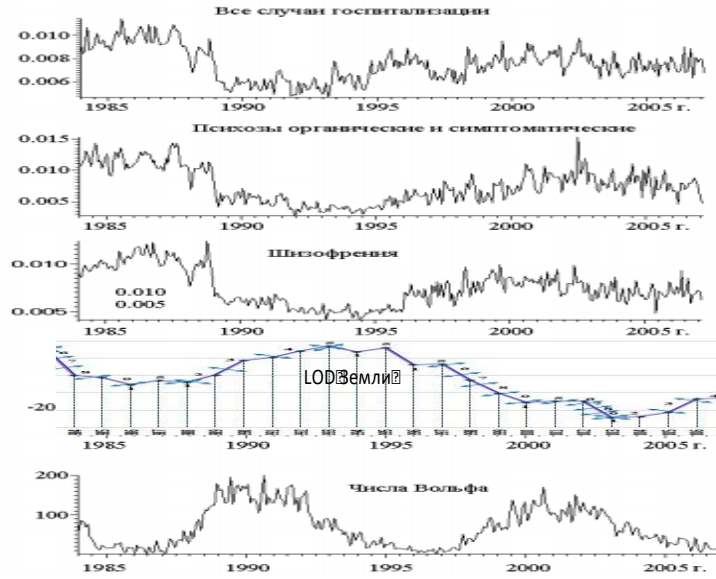 Все случаи госпитализации
0.010
0.008
0.006
1985 1990 1995 2000 2005 г.
Психозы органические и симптоматические
0.015
0.010
0.005
1985 1990 1995 2000 2005 г.
Шизофрения
0.010
0.010
0.005
0.005
1985 1990 1995 2000 2005 г.
LOD Земли
-20
1985 1990 1995 2000 2005 г.
Числа Вольфа
200
100
1985 1990 1995 2000 2005 г.